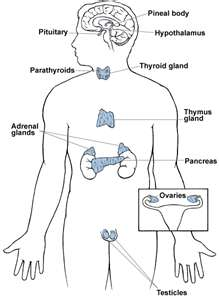 Pineal body
Pituitary
Hypothalamus
Parathyroids
Thyroid gland
Thymus
gland
Adrenal
glands
Pancreas
Ovaries
Testicles